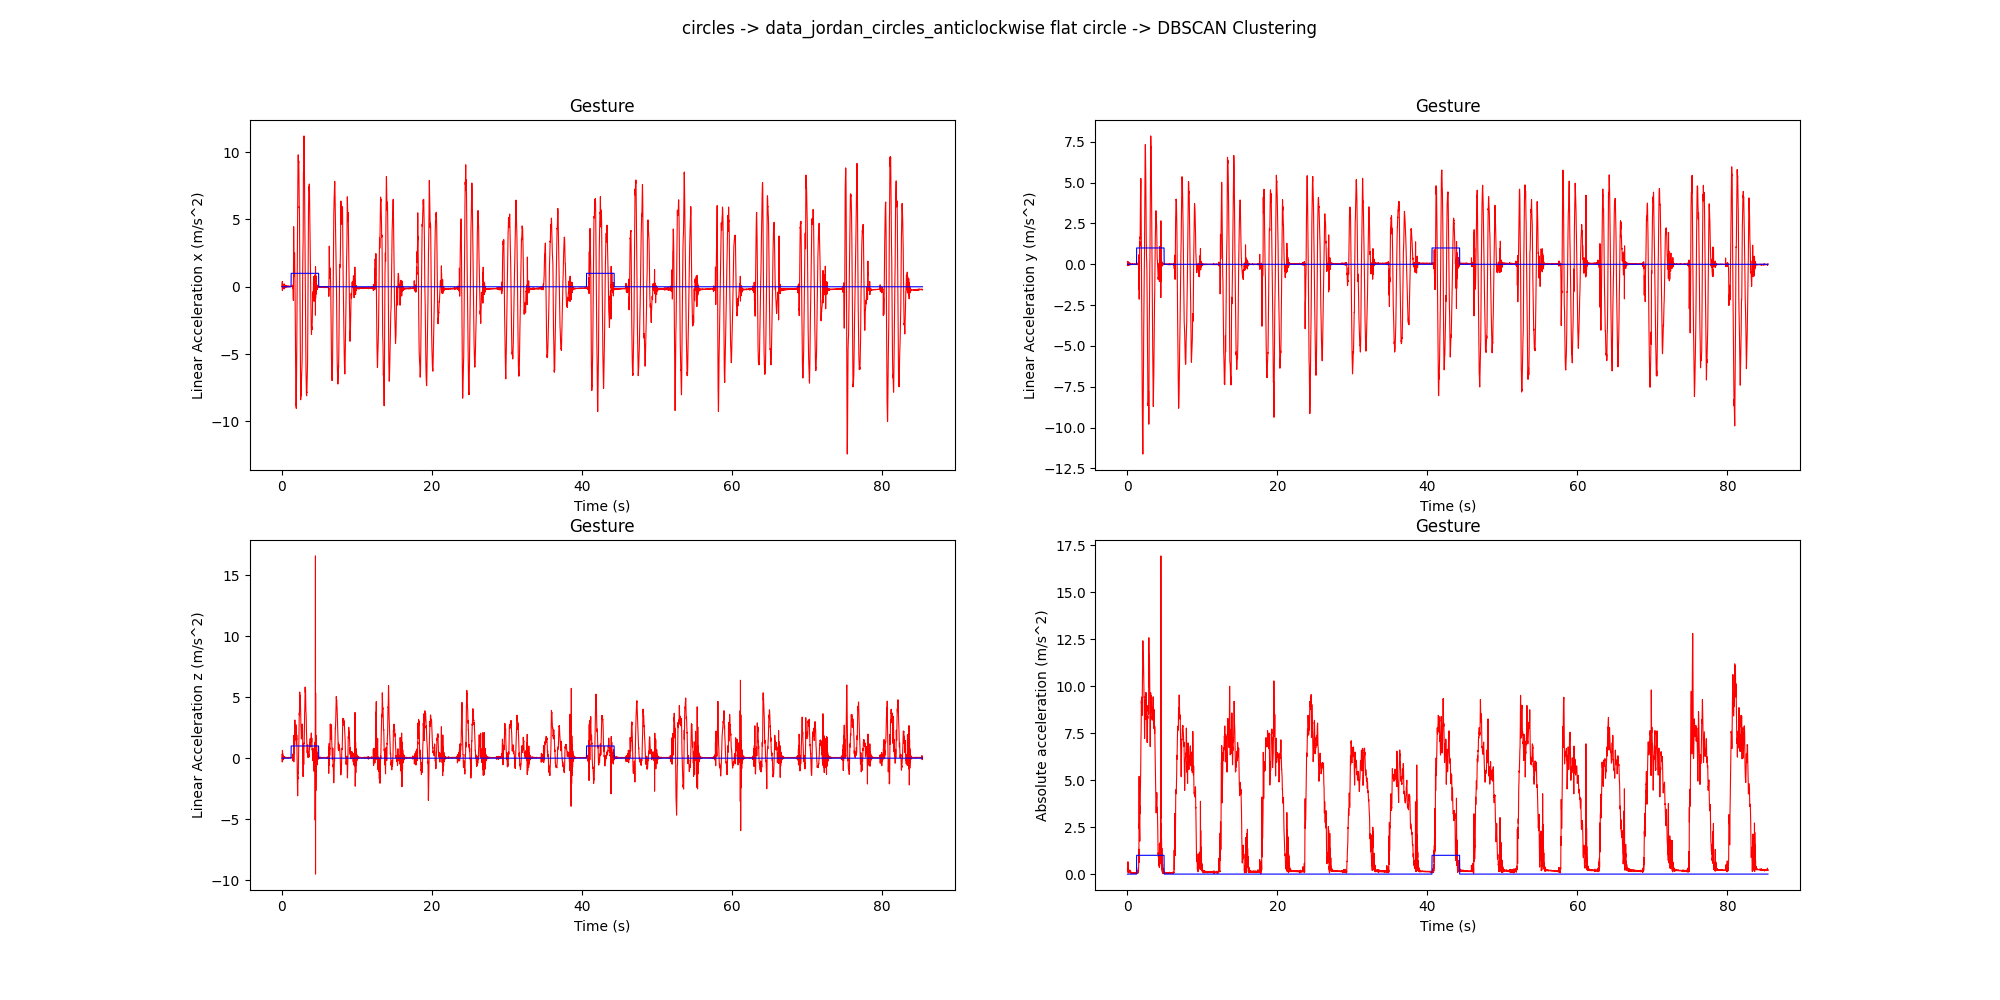 circles -> data_jordan_circles_anticlockwise flat circle -> DBSCAN Clustering
Gesture
Linear Acceleration x (m/s^2)
10
5
0
−5
−10
0 20 40 60 80
Time (s)
Gesture
Linear Acceleration y (m/s^2)
7.5
5.0
2.5
0.0
−2.5
−5.0
−7.5
−10.0
−12.5
0 20 40 60 80
Time (s)
Gesture
Linear Acceleration z (m/s^2)
15
10
5
0
−5
−10
0 20 40 60 80
Time (s)
Gesture
Absolute acceleration (m/s^2)
17.5
15.0
12.5
10.0
7.5
5.0
2.5
0.0
0 20 40 60 80
Time (s)